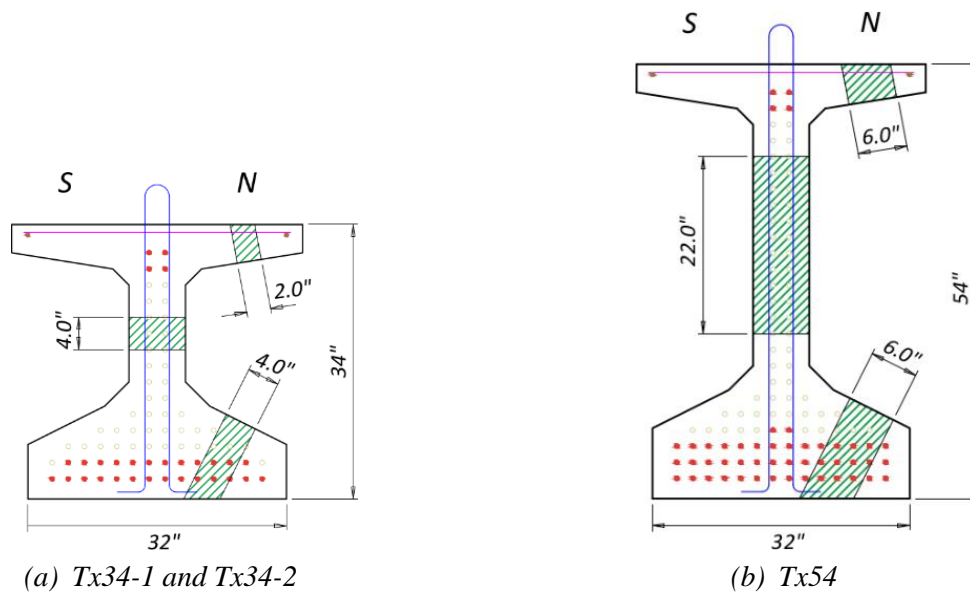 S N
2.0"
4.0"
4.0"
34"
32"
(a) Tx34-1 and Tx34-2
S N
6.0"
22.0"
54"
6.0"
32"
(b) Tx54